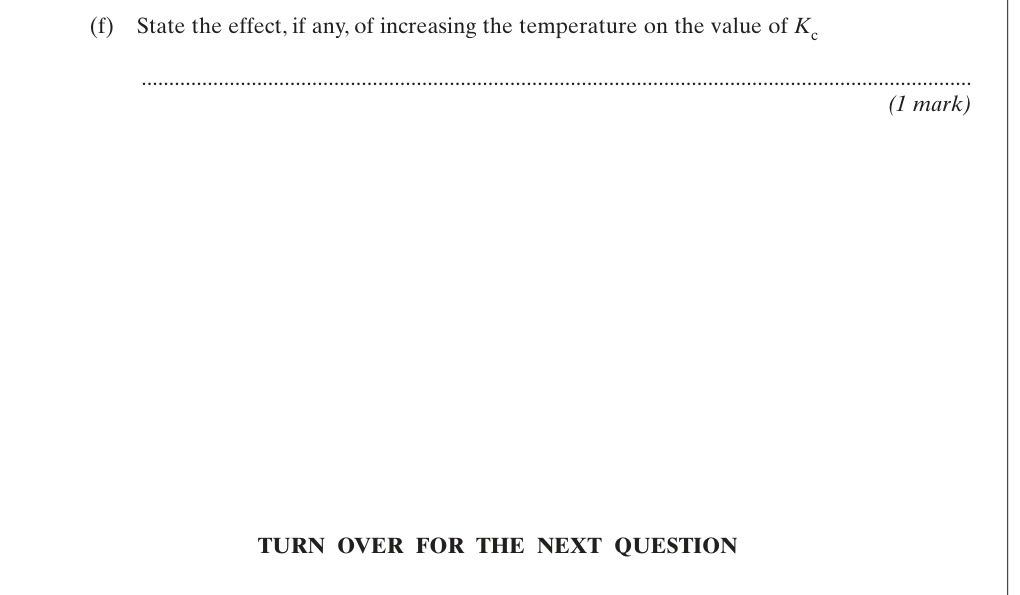 (f) State the effect, if any, of increasing the temperature on the value of Kc
........................................................................................................................................................
(1 mark)
TURN OVER FOR THE NEXT QUESTION